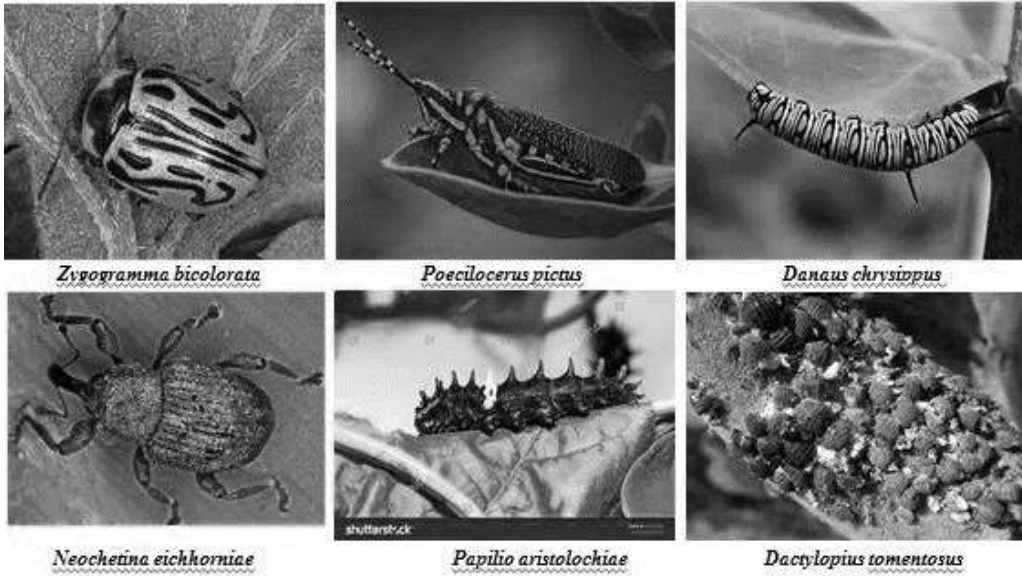 Zygogramma bicolorata
Poecilocerus pictus
Danaus chrysippus
shutterstock
Neochetina eichhorniae
Papilio aristolochiae
Dactylopius tomentosus